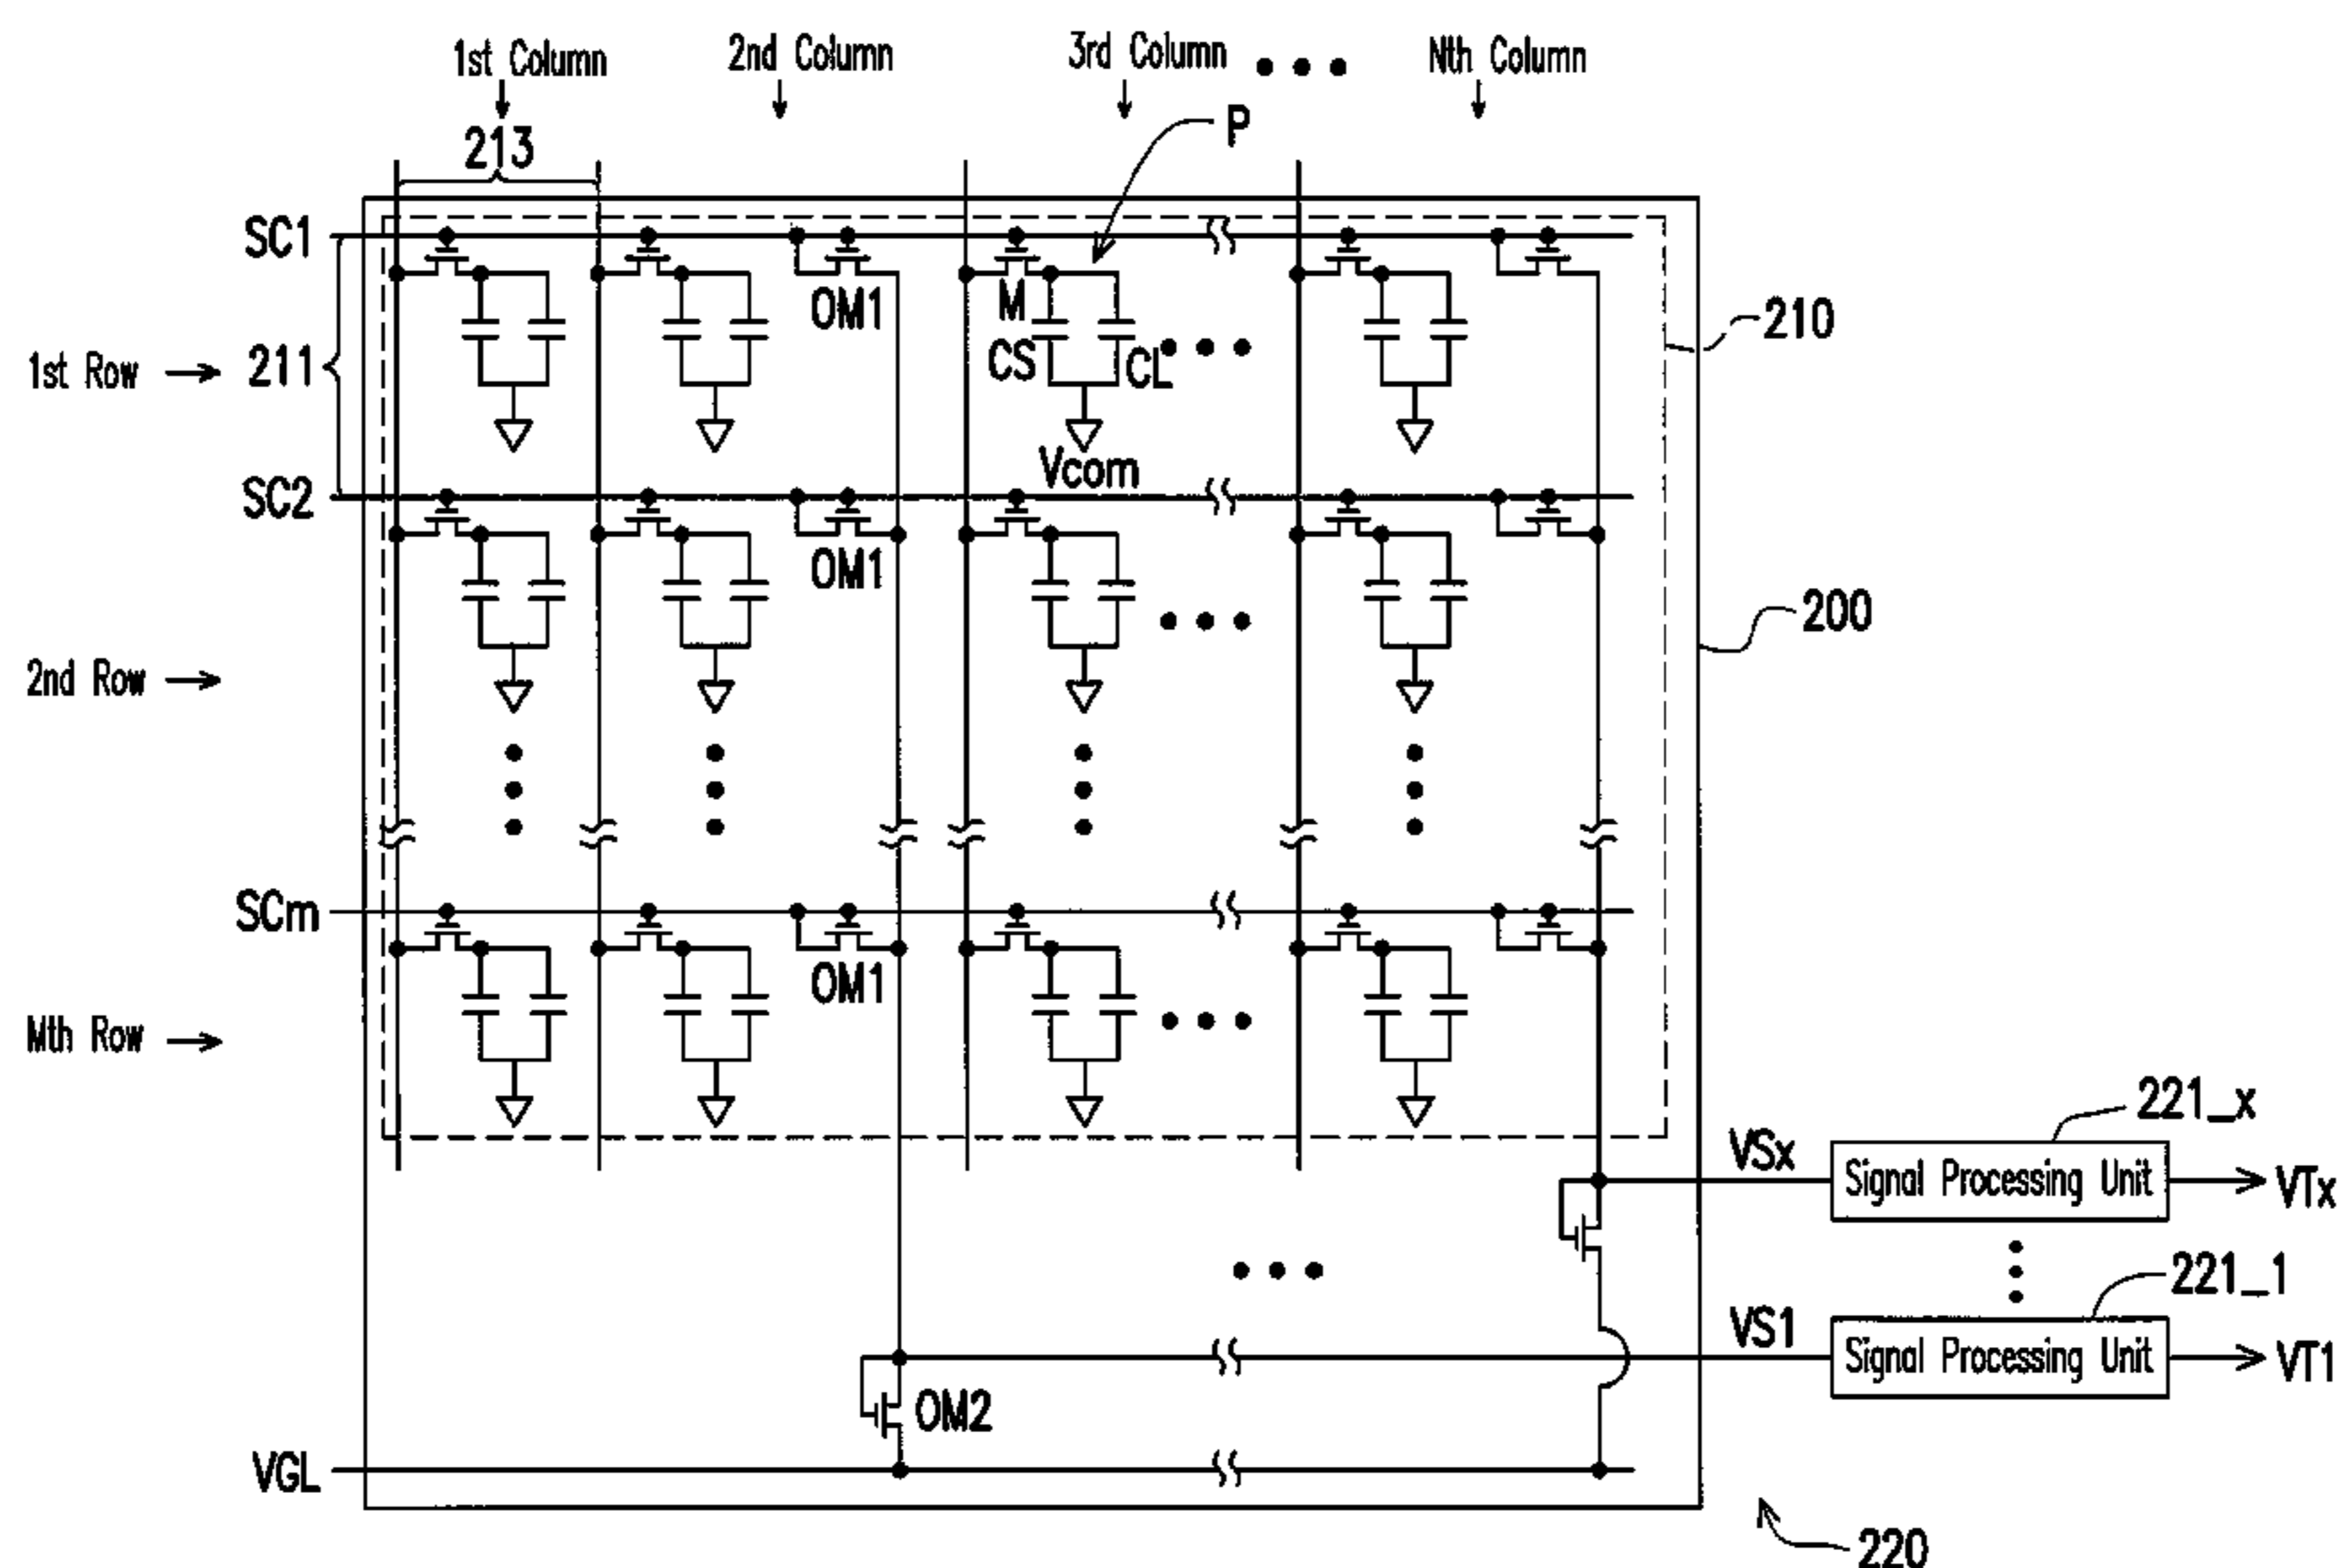 1st Column
2nd Column
3rd Column
Nth Column
P
213
SC1
OM1
M
210
1st Row
211
CS
CL
Vcom
SC2
OM1
200
2nd Row
SCm
OM1
Mth Row
221_x
VSx
Signal Processing Unit
VTx
221_1
VS1
Signal Processing Unit
VT1
OM2
VGL
220